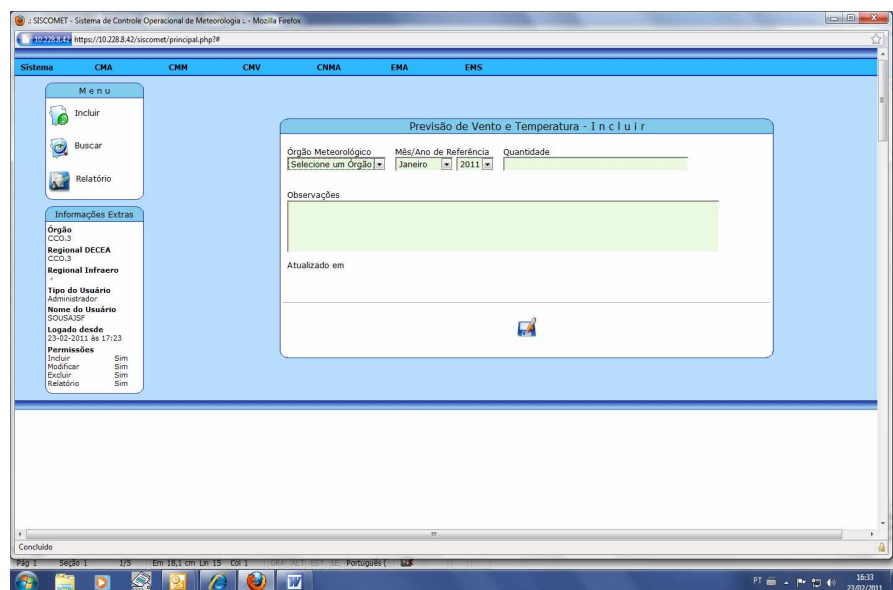 .: SISCOMET - Sistema de Controle Operacional de Meteorologia :. - Mozilla Firefox
10.228.8.42 https://10.228.8.42/siscomet/principal.php?#
Sistema CMA CMM CMV CNMA EMA EMS
Menu
Incluir
Buscar
Relatório
Informações Extras
Órgão
CCO.3
Regional DECEA
CCO.3
Regional Infraero
-
Tipo do Usuário
Administrador
Nome do Usuário
SOUSAJSF
Logado desde
23-02-2011 às 17:23
Permissões
Incluir Sim
Modificar Sim
Excluir Sim
Relatório Sim
Previsão de Vento e Temperatura - Incluir
Órgão Meteorológico Mês/Ano de Referência Quantidade
Selecione um Órgão Janeiro 2011
Observações
Atualizado em
Concluído
Pág 1 Seção 1 1/5 Em 18,1 cm Lin 15 Col 1 GRA ALT EST SE Português (
PT 16:33
23/02/2011